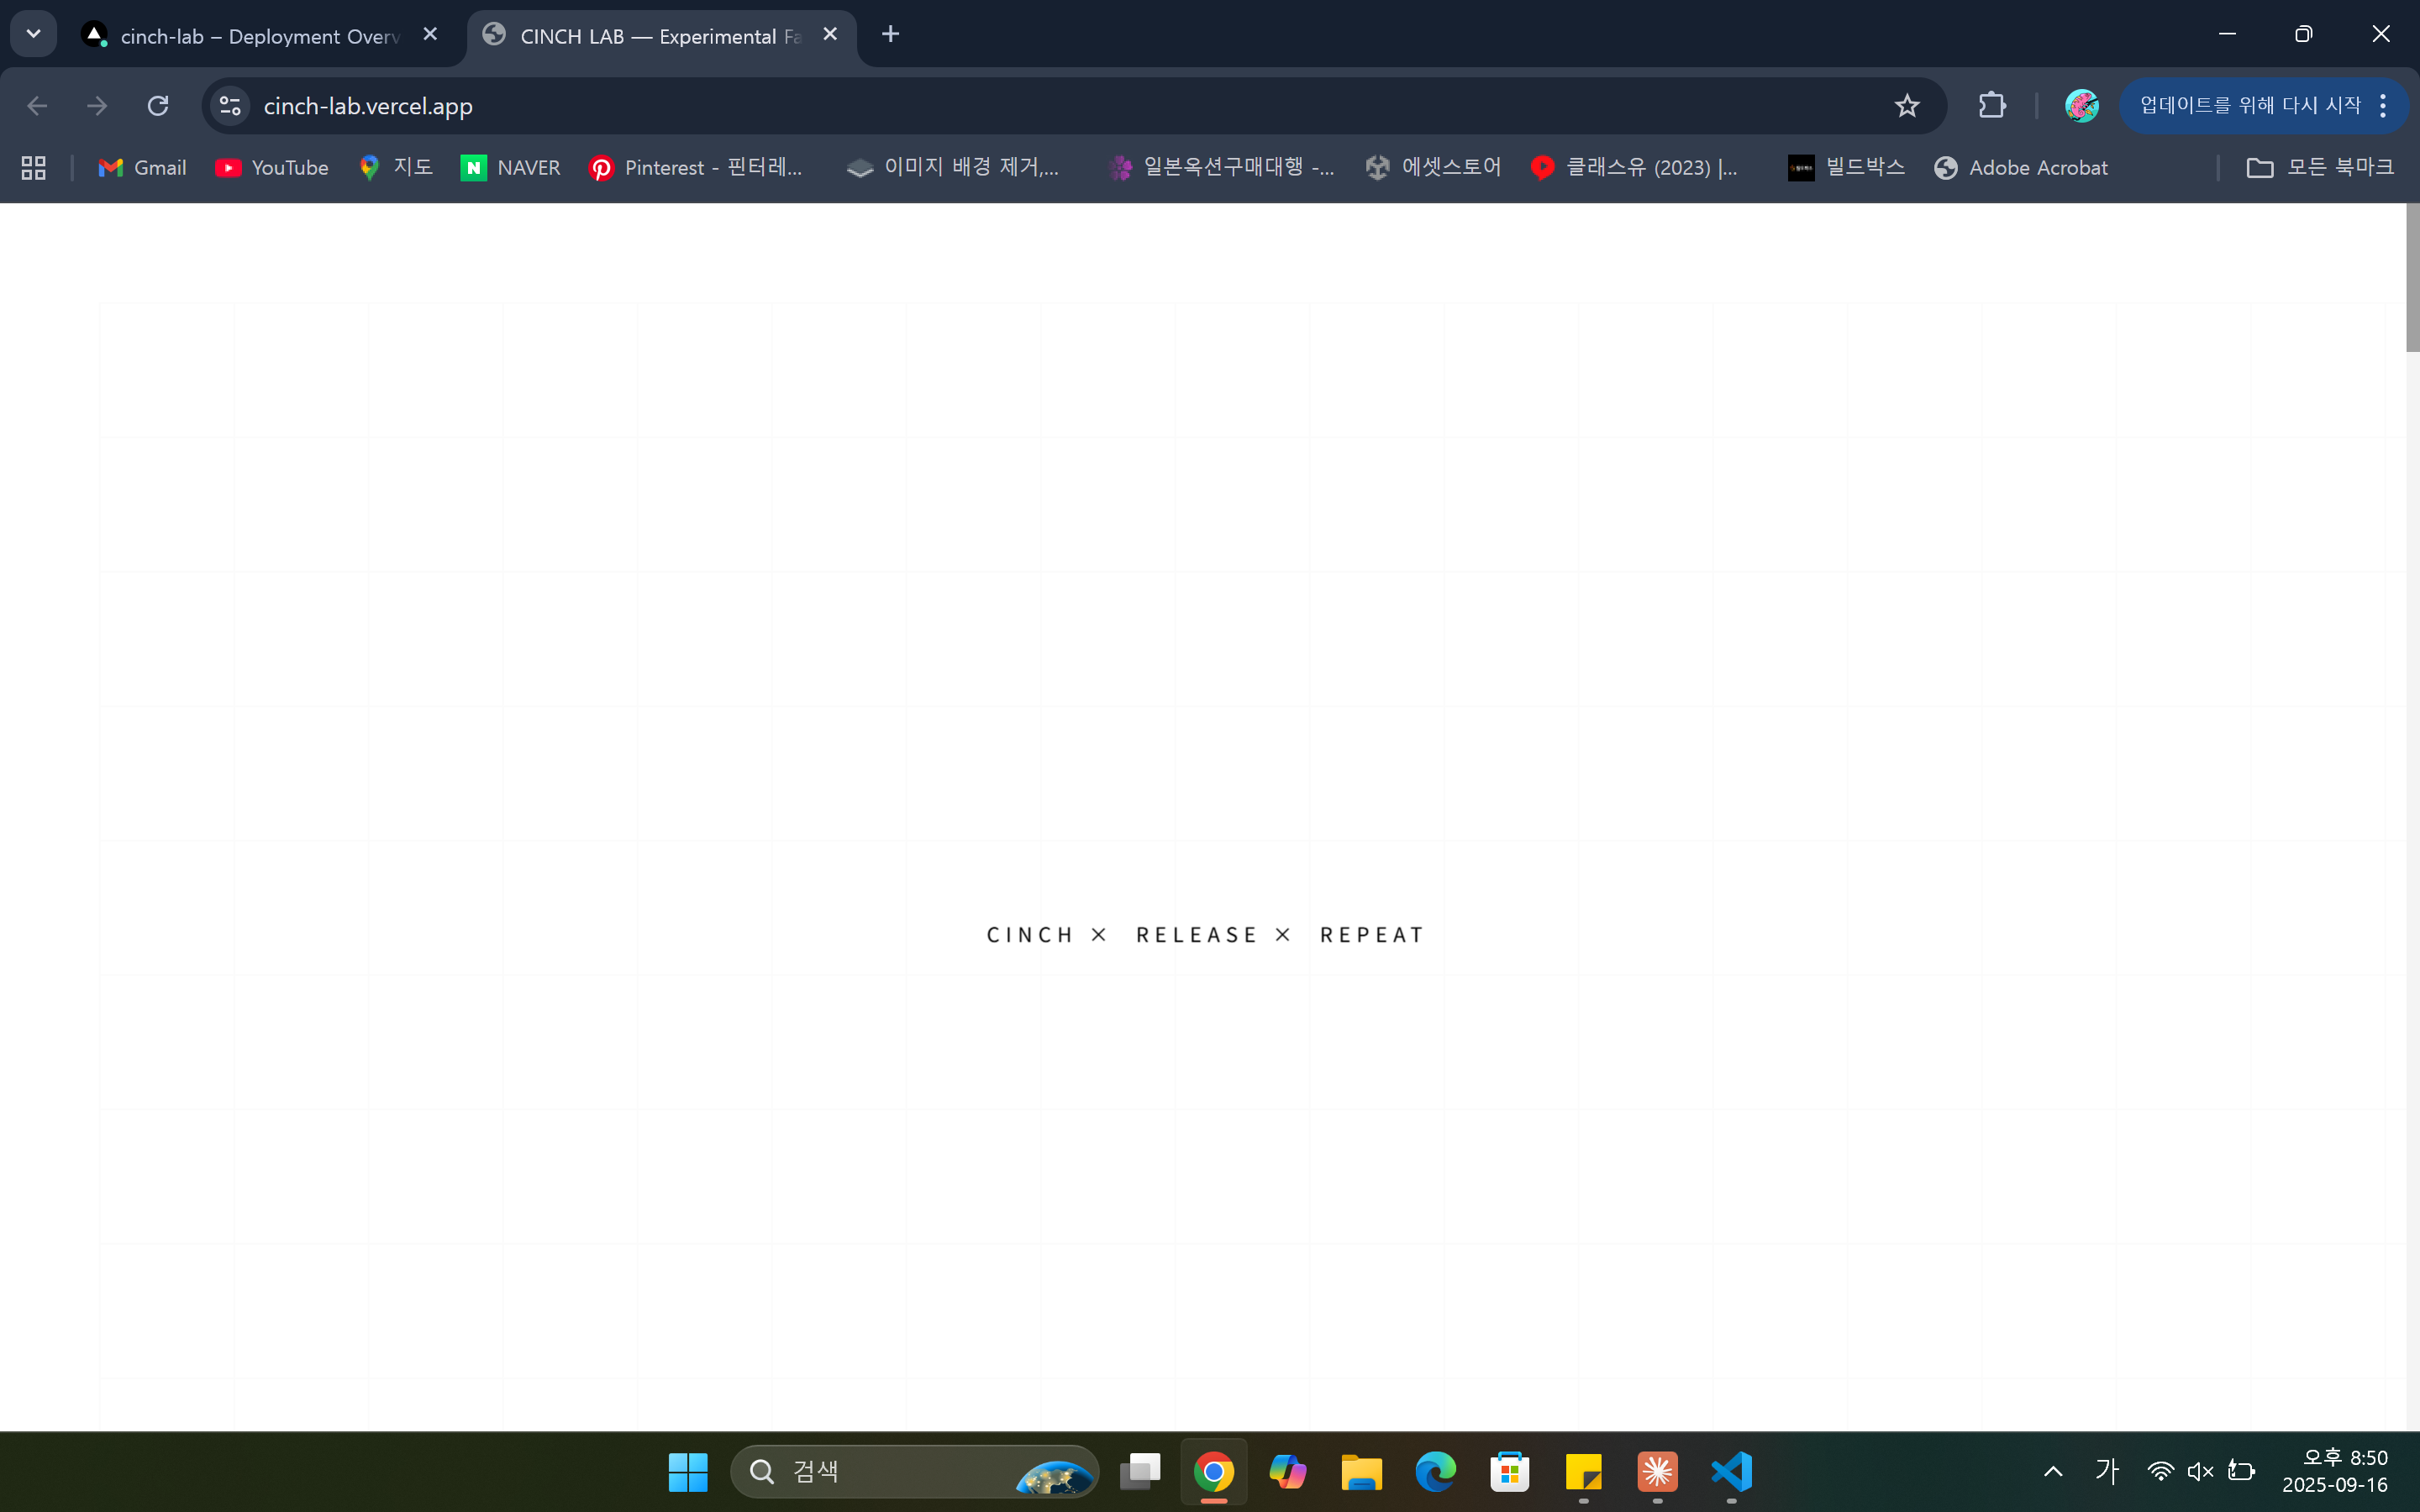 cinch-lab – Deployment Overv
CINCH LAB — Experimental Fa
cinch-lab.vercel.app
업데이트를 위해 다시 시작
Gmail
YouTube
지도
NAVER
Pinterest - 핀터레...
이미지 배경 제거,...
일본옥션구매대행 -...
에셋스토어
클래스유 (2023) |...
빌드박스
Adobe Acrobat
모든 북마크
CINCH × RELEASE × REPEAT
검색
가
오후 8:50
2025-09-16